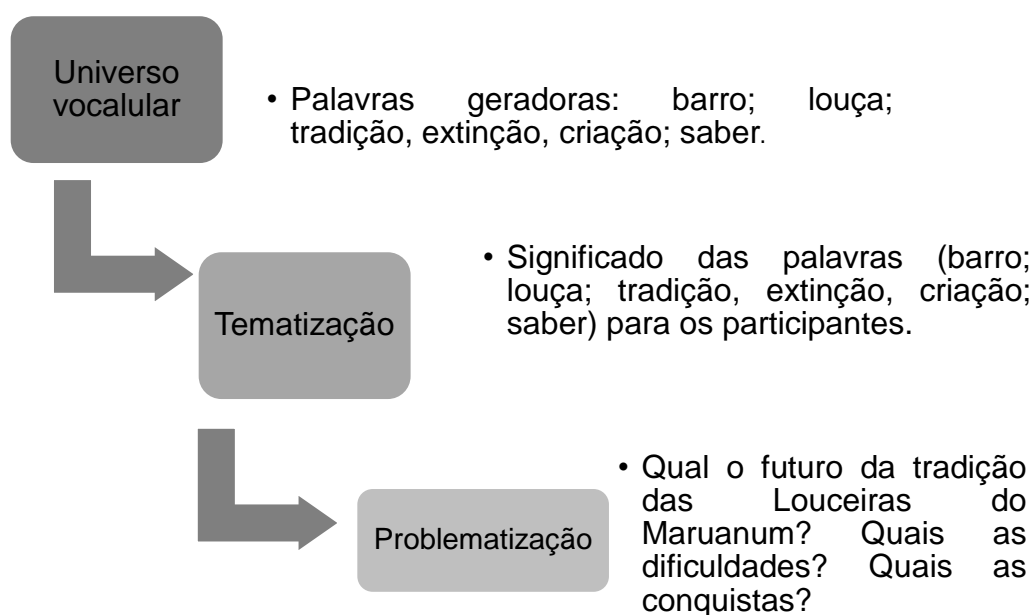 Universo
vocalular
• Palavras geradoras: barro; louça;
tradição, extinção, criação; saber.
Tematização
• Significado das palavras (barro;
louça; tradição, extinção, criação;
saber) para os participantes.
Problematização
• Qual o futuro da tradição
das Louceiras do
Maruanum? Quais as
dificuldades? Quais as
conquistas?